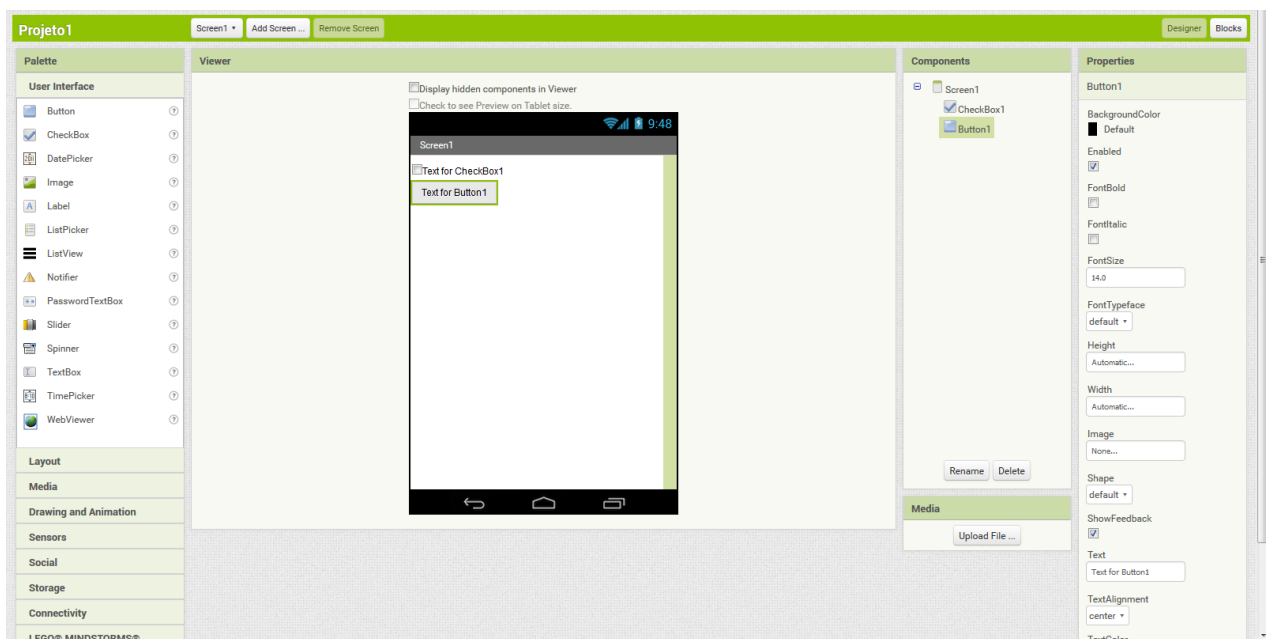 Projeto1
Screen1
Add Screen ...
Remove Screen
Designer
Blocks
Palette
User Interface
Button
CheckBox
DatePicker
Image
Label
ListPicker
ListView
Notifier
PasswordTextBox
Slider
Spinner
TextBox
TimePicker
WebViewer
Layout
Media
Drawing and Animation
Sensors
Social
Storage
Connectivity
LEGO® MINDSTORMS®
Viewer
Display hidden components in Viewer
Check to see Preview on Tablet size.
9:48
Screen1
Text for CheckBox1
Text for Button1
Components
Screen1
CheckBox1
Button1
Rename
Delete
Media
Upload File ...
Properties
Button1
BackgroundColor
Default
Enabled
FontBold
FontItalic
FontSize
14.0
FontTypeface
default
Height
Automatic...
Width
Automatic...
Image
None...
Shape
default
ShowFeedback
Text
Text for Button1
TextAlignment
center
TextColor